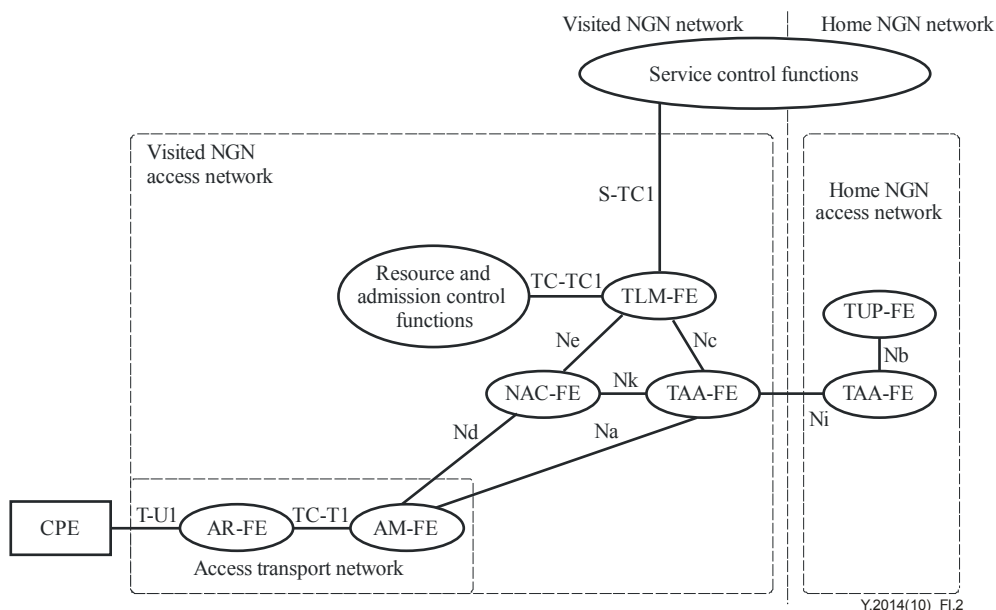 Visited NGN network
Home NGN network
Service control functions
Visited NGN
access network
S-TC1
Home NGN
access network
Resource and
admission control
functions
TC-TC1
TLM-FE
TUP-FE
Ne
Nc
Nb
NAC-FE
Nk
TAA-FE
TAA-FE
Ni
Nd
Na
CPE
T-U1
AR-FE
TC-T1
AM-FE
Access transport network
Y.2014(10)_FI.2